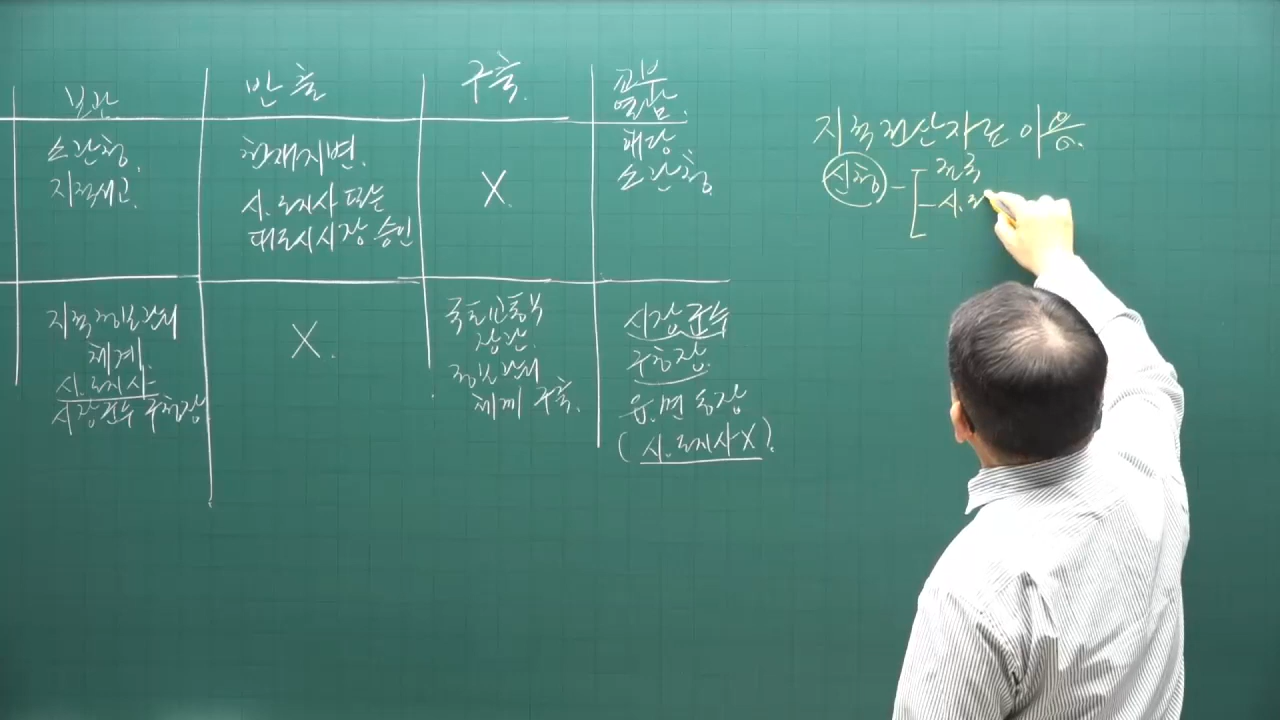 보관
소관청.
지적서고.
지적정보관리
체계.
시.도지사
시장 군수 구청장
반출
천재지변.
시.도지사 또는
대도시 시장 승인
X.
구축.
X.
국토교통부
장관.
정보관리
체계 구축.
교부
열람.
해당
소관청.
시장, 군수
구청장.
읍.면 동장
(시.도지사 X).
지적전산자료 이용.
신청 - 전국
- 시.도